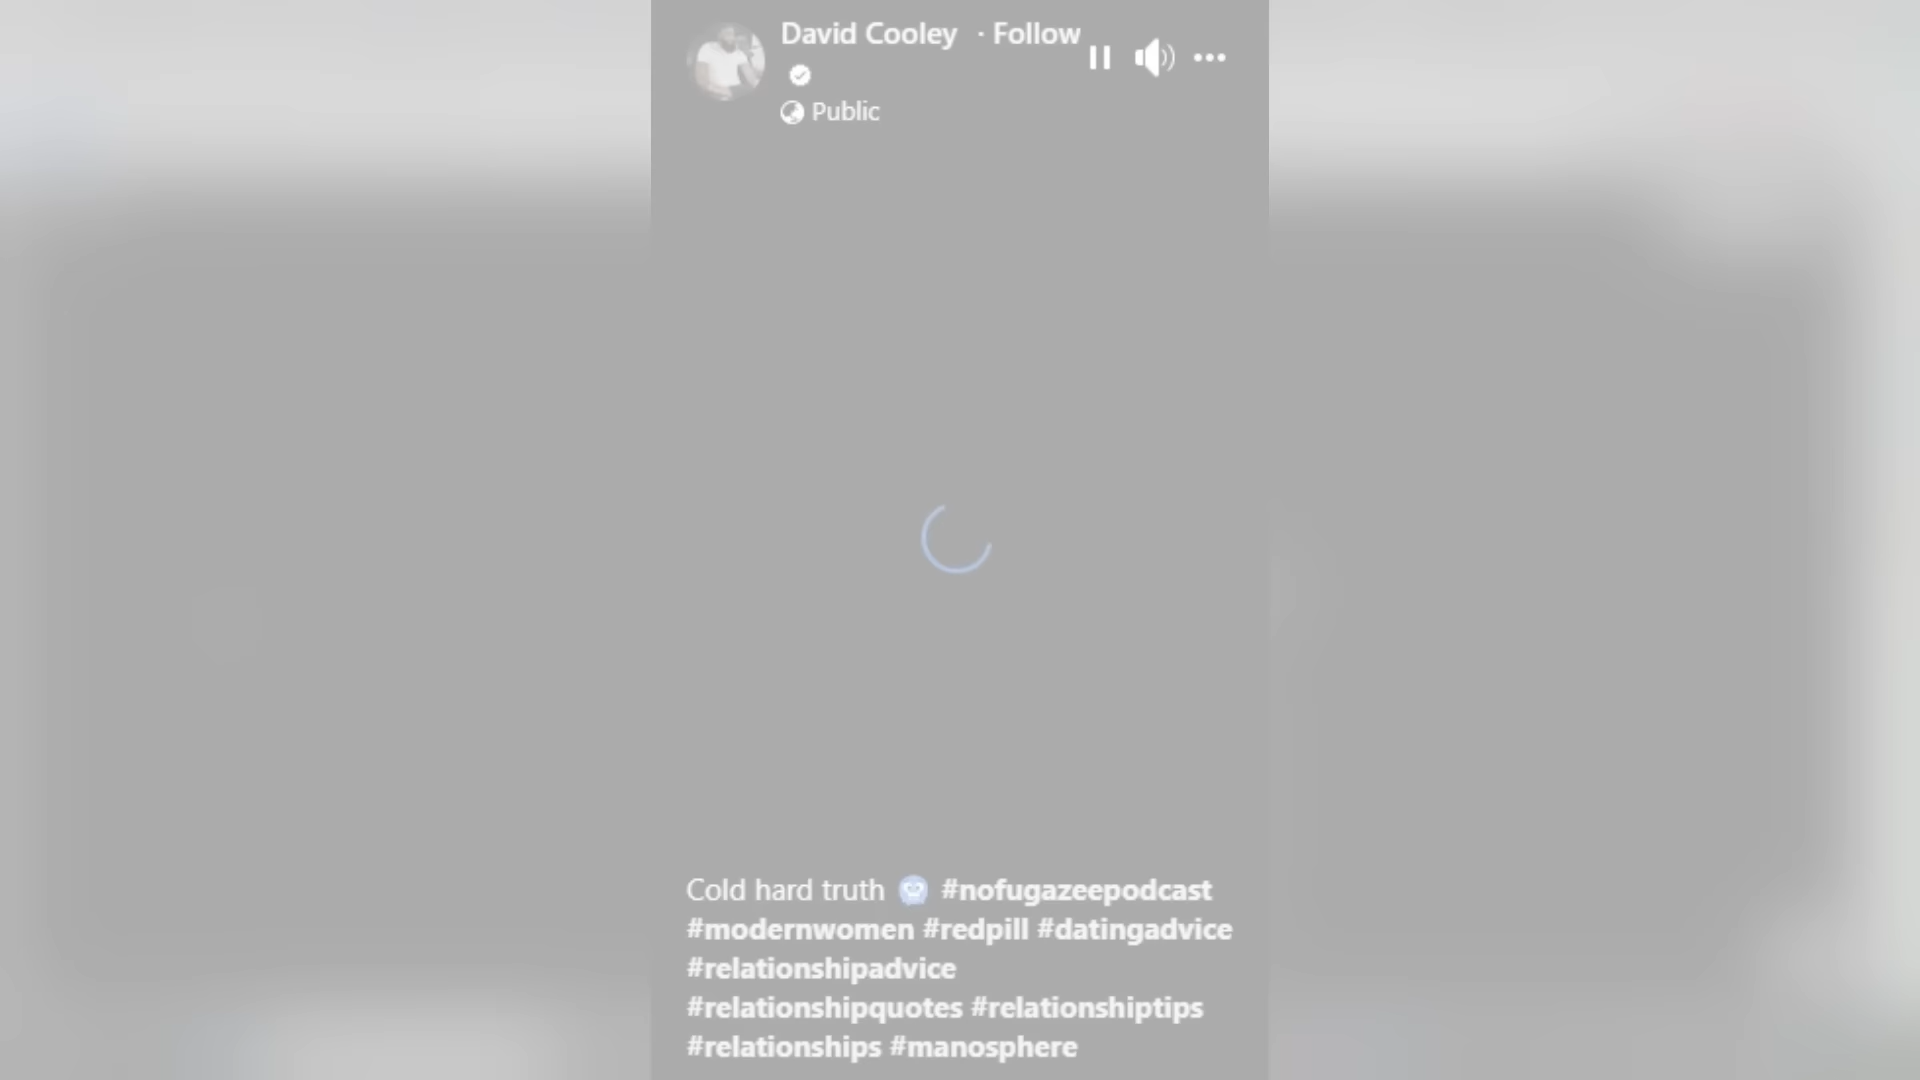 David Cooley · Follow
Public
Cold hard truth 🥶 #nofugazeepodcast
#modernwomen #redpill #datingadvice
#relationshipadvice
#relationshipquotes #relationshiptips
#relationships #manosphere